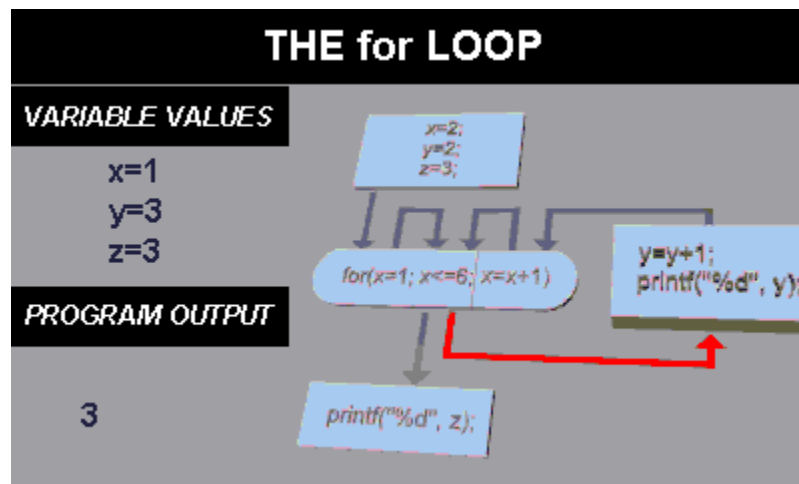 THE for LOOP
VARIABLE VALUES
x=1
y=3
z=3
PROGRAM OUTPUT
3
x=2;
y=2;
z=3;
for(x=1; x<=6; x=x+1)
y=y+1;
printf("%d", y);
printf("%d", z);